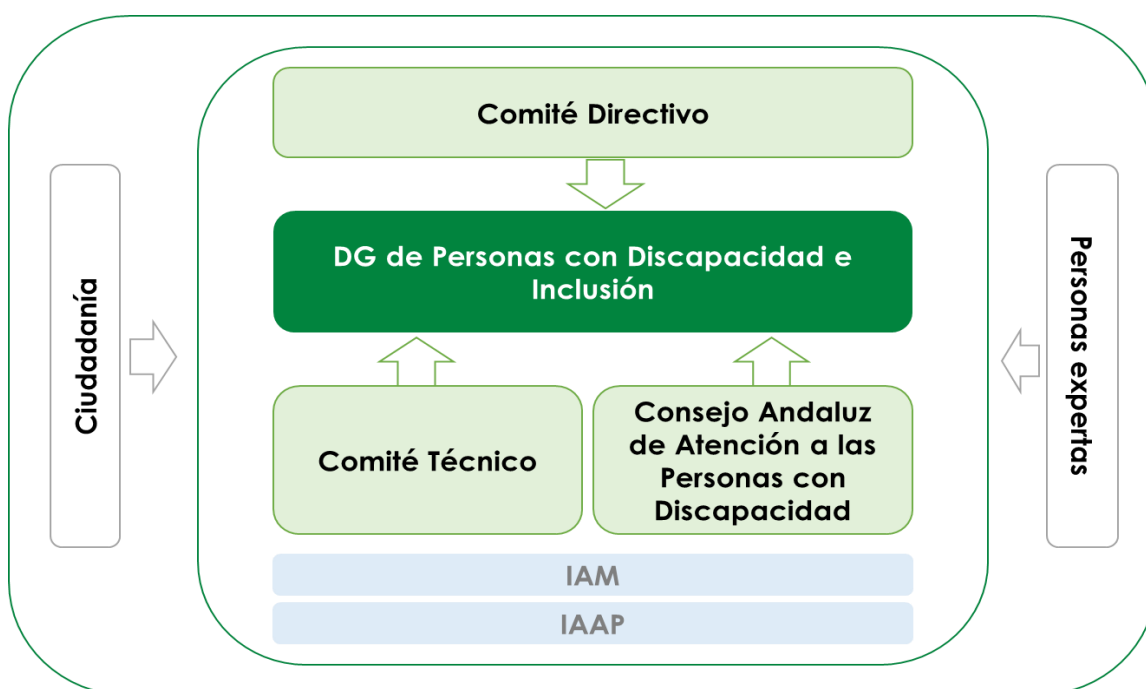 Comité Directivo
DG de Personas con Discapacidad e
Inclusión
Ciudadanía
Personas expertas
Comité Técnico
Consejo Andaluz
de Atención a las
Personas con
Discapacidad
IAM
IAAP